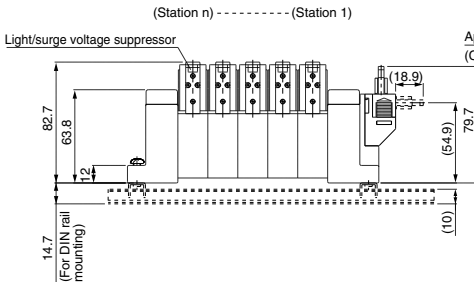 (Station n) -------- (Station 1)
Light/surge voltage suppressor
(18.9)
82.7
63.8
12
(54.9)
79.7
14.7
(For DIN rail
mounting)
(10)